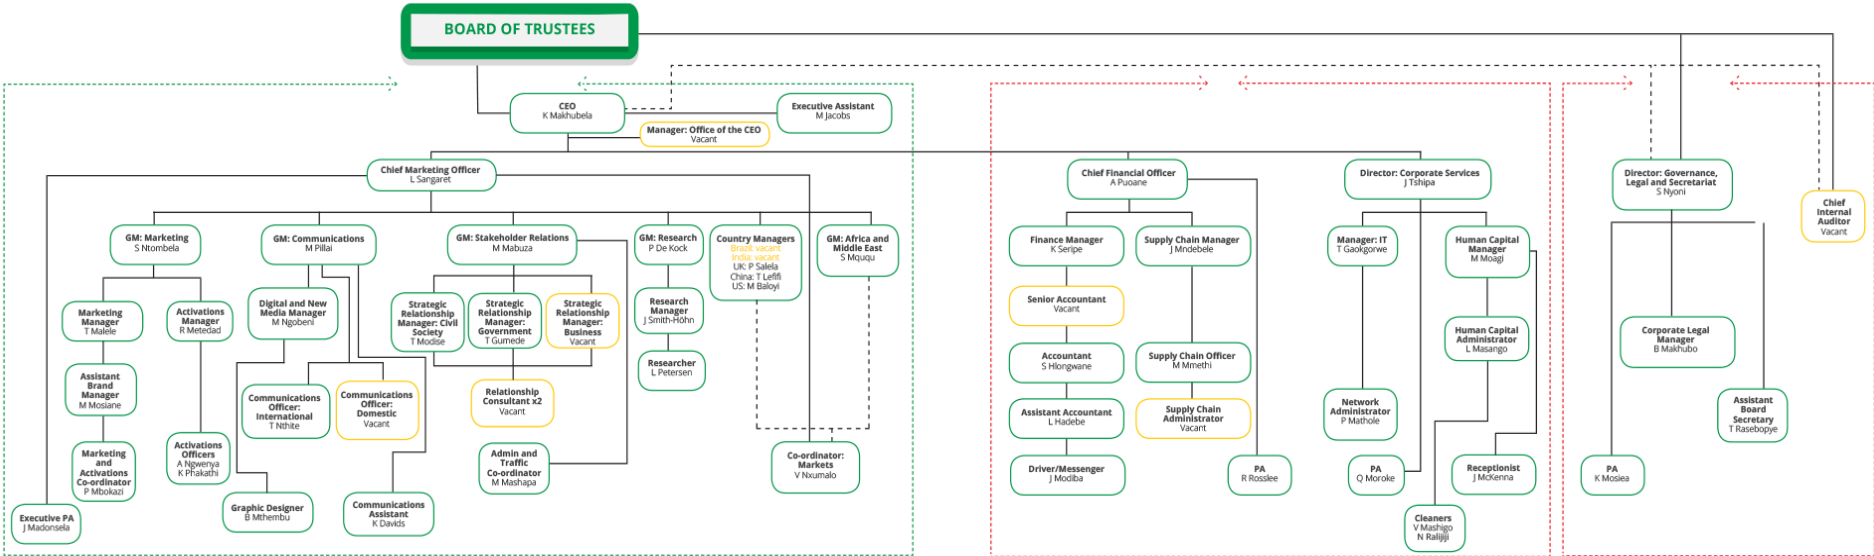 BOARD OF TRUSTEES
CEO
K Makhubela
Executive Assistant
M Jacobs
Manager: Office of the CEO
Vacant
Chief Marketing Officer
L Sangaret
Chief Financial Officer
A Puoane
Director: Corporate Services
J Tshipa
Director: Governance,
Legal and Secretariat
S Nyoni
Chief
Internal
Auditor
Vacant
GM: Marketing
S Ntombela
GM: Communications
M Pillai
GM: Stakeholder Relations
M Mabuza
GM: Research
P De Kock
Country Managers
Brazil: vacant
India: vacant
UK: P Salela
China: T Lefifi
US: M Baloyi
GM: Africa and
Middle East
S Mququ
Finance Manager
K Seripe
Supply Chain Manager
J Mndebele
Manager: IT
T Gaokgorwe
Human Capital
Manager
M Moagi
Marketing
Manager
T Malele
Activations
Manager
R Metedad
Digital and New
Media Manager
M Ngobeni
Strategic
Relationship
Manager: Civil
Society
T Modise
Strategic
Relationship
Manager:
Government
T Gumede
Strategic
Relationship
Manager:
Business
Vacant
Research
Manager
J Smith-Höhn
Senior Accountant
Vacant
Human Capital
Administrator
L Masango
Corporate Legal
Manager
B Makhubo
Assistant
Brand
Manager
M Mosiane
Communications
Officer:
International
T Nthite
Communications
Officer:
Domestic
Vacant
Relationship
Consultant x2
Vacant
Researcher
L Petersen
Accountant
S Hlongwane
Supply Chain Officer
M Mmethi
Assistant Accountant
L Hadebe
Supply Chain
Administrator
Vacant
Network
Administrator
P Mathole
Assistant
Board
Secretary
T Rasebopye
Marketing
and
Activations
Co-ordinator
P Mbokazi
Activations
Officers
A Ngwenya
K Phakathi
Admin and
Traffic
Co-ordinator
M Mashapa
Co-ordinator:
Markets
V Nxumalo
Driver/Messenger
J Modiba
PA
R Rosslee
PA
Q Moroke
Receptionist
J McKenna
PA
K Mosiea
Executive PA
J Madonsela
Graphic Designer
B Mthembu
Communications
Assistant
K Davids
Cleaners
V Mashigo
N Ralijiji